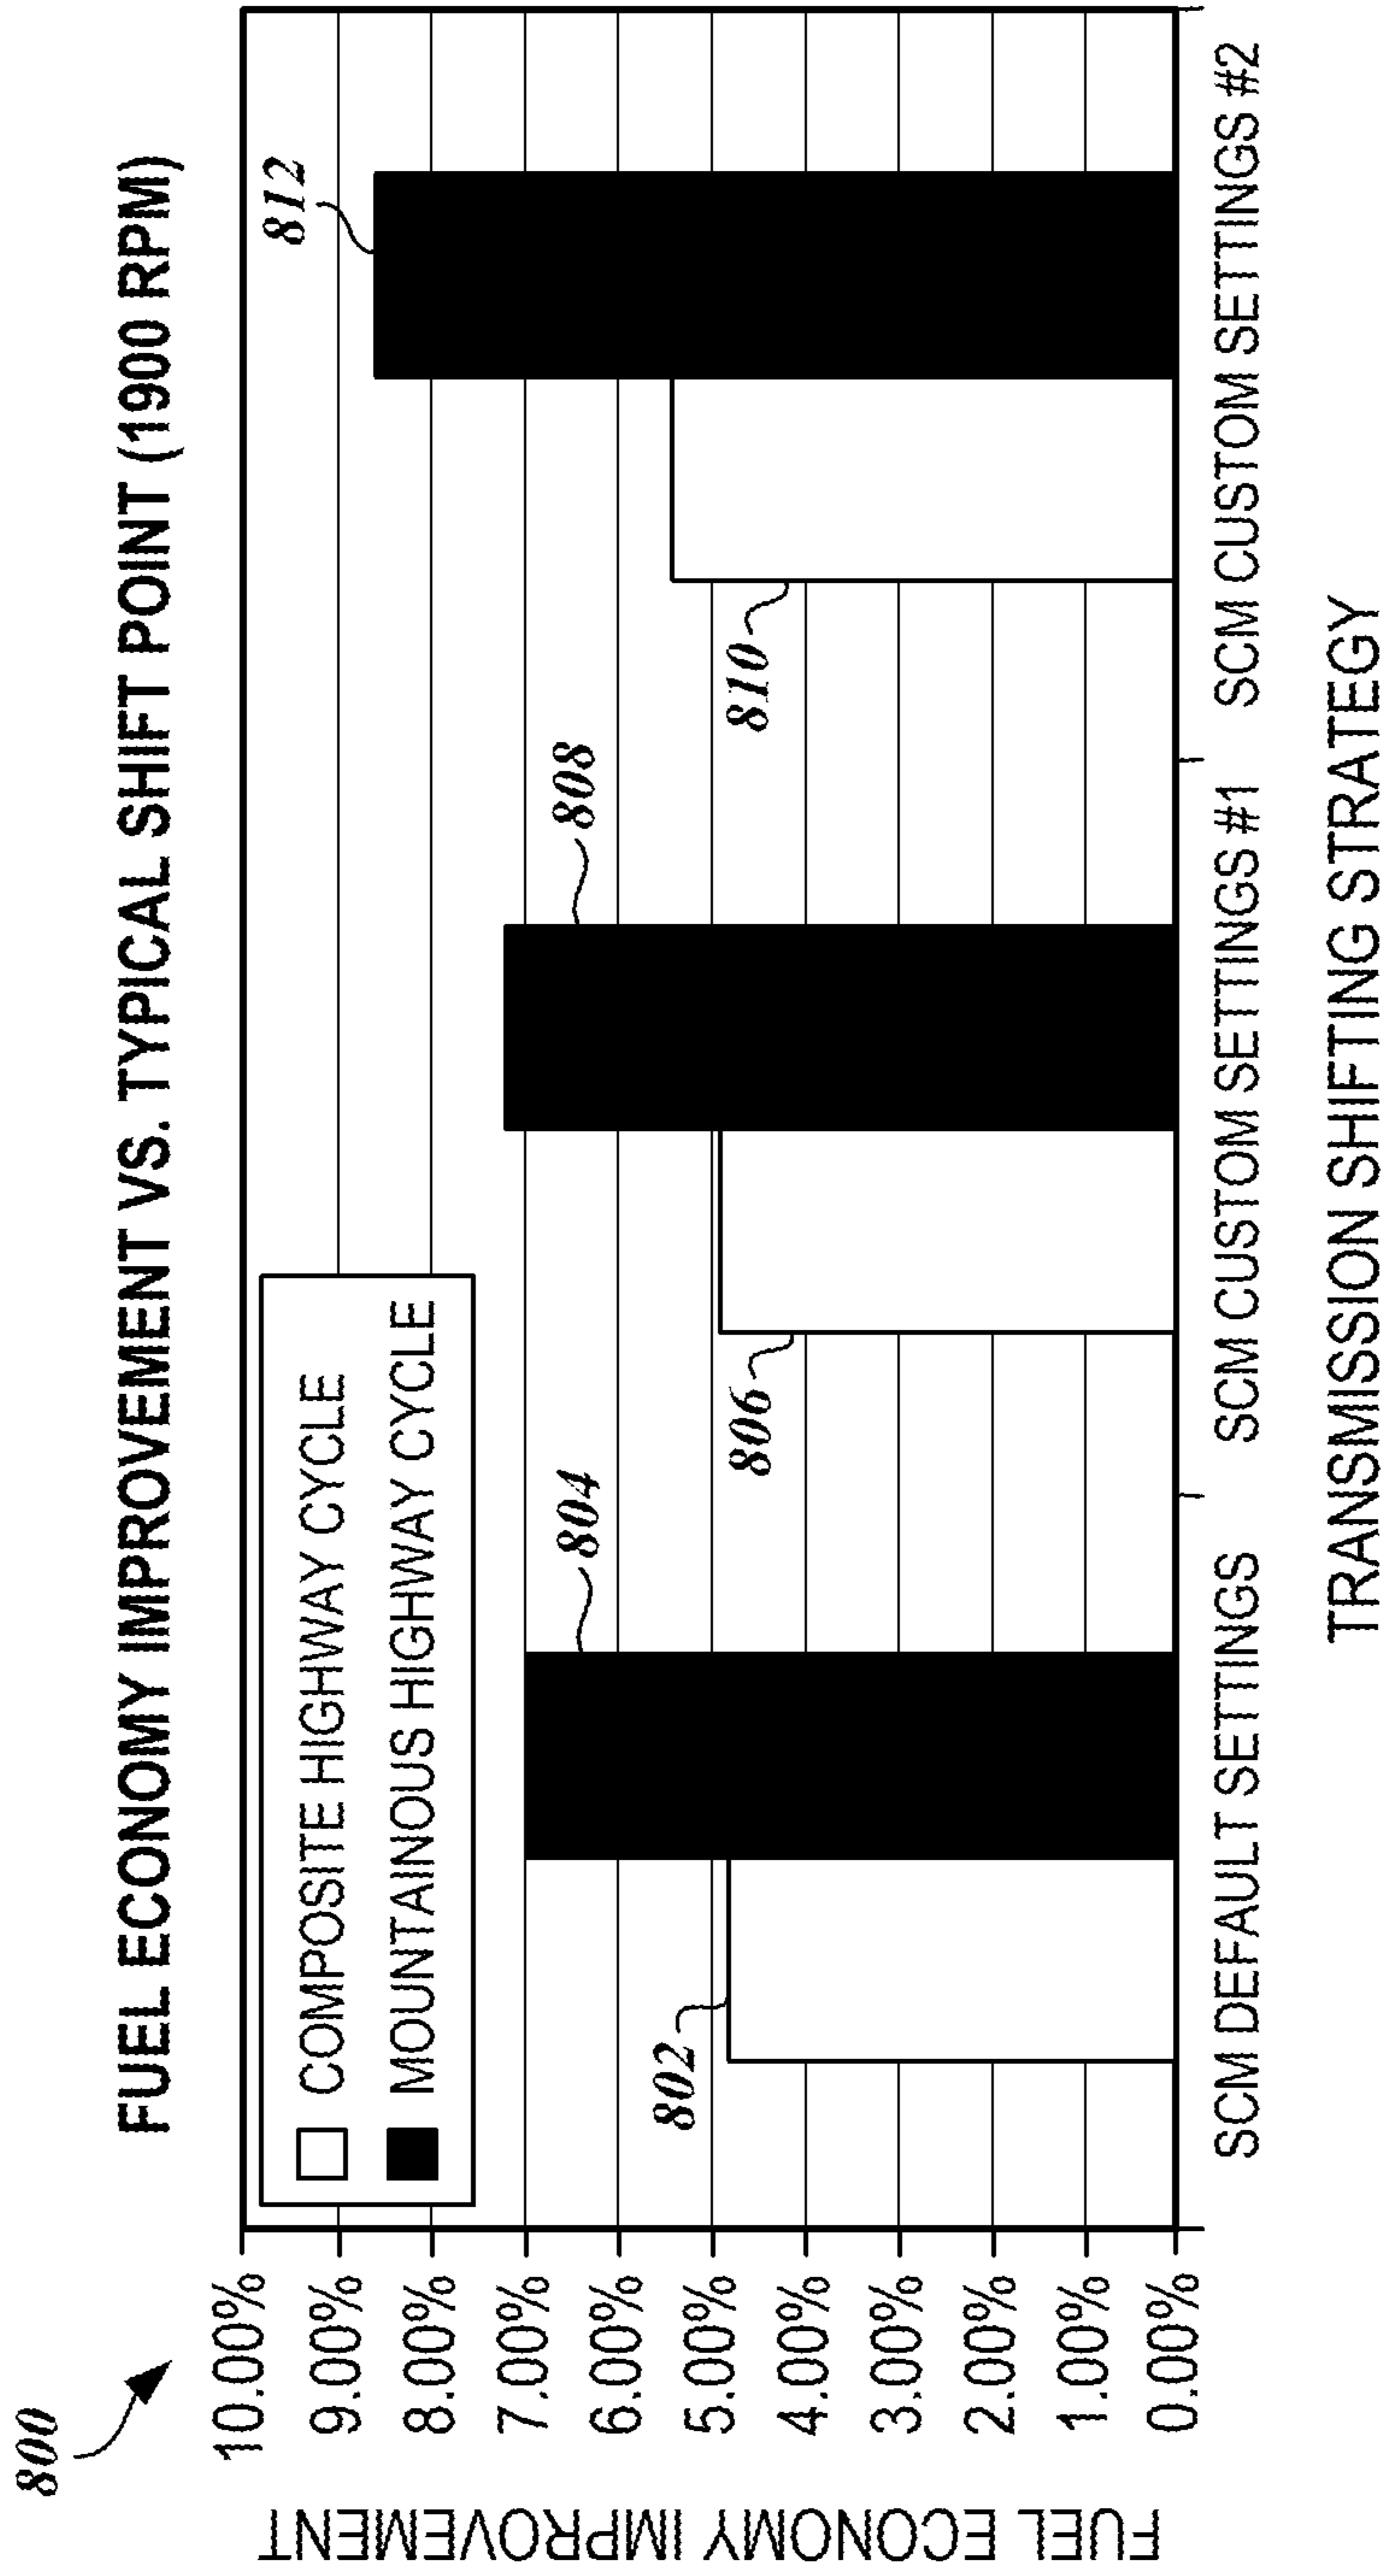 800
FUEL ECONOMY IMPROVEMENT VS. TYPICAL SHIFT POINT (1900 RPM)
FUEL ECONOMY IMPROVEMENT
10.00%
9.00%
8.00%
7.00%
6.00%
5.00%
4.00%
3.00%
2.00%
1.00%
0.00%
COMPOSITE HIGHWAY CYCLE
MOUNTAINOUS HIGHWAY CYCLE
802
804
806
808
810
812
SCM DEFAULT SETTINGS
SCM CUSTOM SETTINGS #1
SCM CUSTOM SETTINGS #2
TRANSMISSION SHIFTING STRATEGY